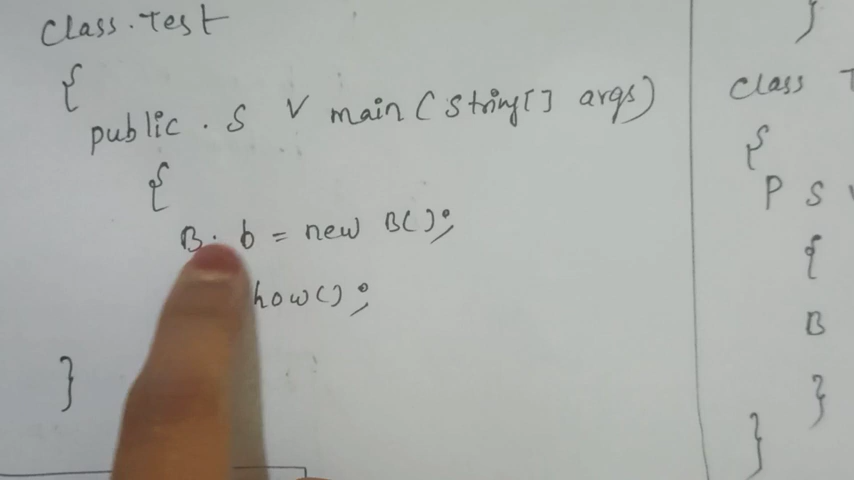 Class.Test
{
public. S V main(String[] args)
{
B. b = new B();
how();
}
}
class
{
P S
{
B
}
}